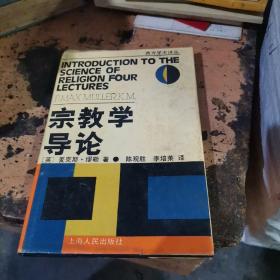 西方学术译丛
INTRODUCTION TO THE
SCIENCE OF
RELIGION FOUR
LECTURES
F.MAX MULLER K.M.
宗教学
导论
[英] 麦克斯·缪勒 著 ● 陈观胜 李培茱 译
上海人民出版社